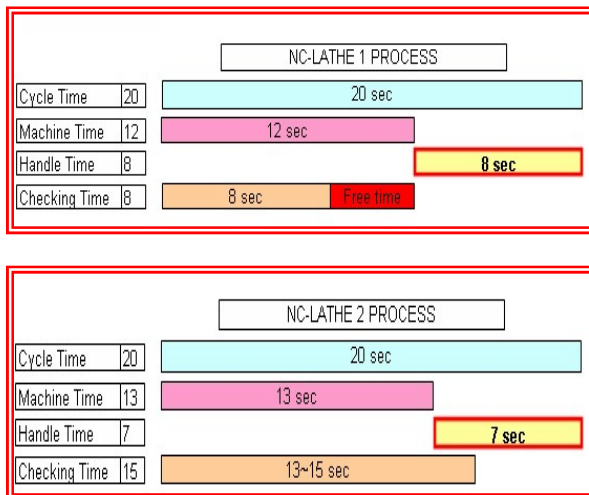 NC-LATHE 1 PROCESS
Cycle Time 20 20 sec
Machine Time 12 12 sec
Handle Time 8 8 sec
Checking Time 8 8 sec Free time
NC-LATHE 2 PROCESS
Cycle Time 20 20 sec
Machine Time 13 13 sec
Handle Time 7 7 sec
Checking Time 15 13~15 sec